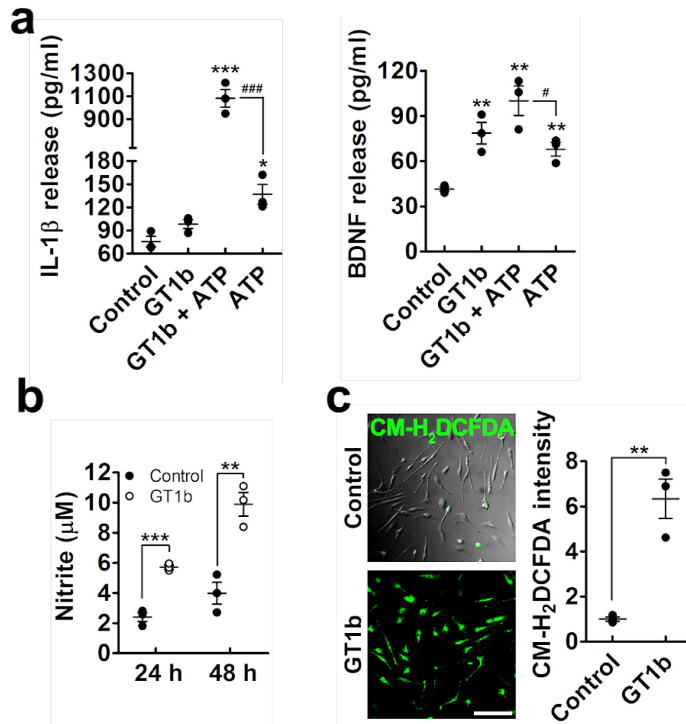 a
IL-1β release (pg/ml)
1300
1100
900
150
120
90
60
***
###
*
Control
GT1b
GT1b + ATP
ATP
BDNF release (pg/ml)
120
90
60
30
0
**
**
#
**
Control
GT1b
GT1b + ATP
ATP
b
Nitrite (μM)
12
10
8
6
4
2
0
Control
GT1b
***
**
24 h
48 h
c
CM-H₂DCFDA
Control
GT1b
CM-H₂DCFDA intensity
8
6
4
2
0
**
Control
GT1b